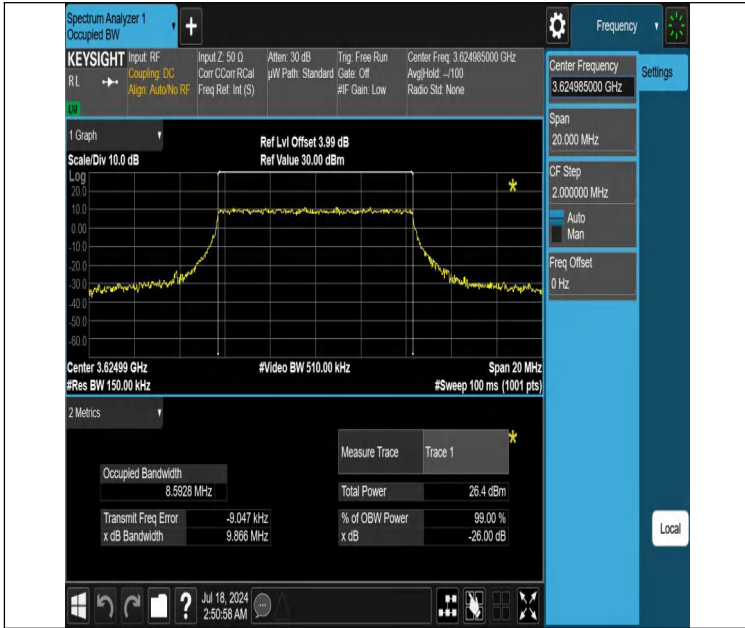 Spectrum Analyzer 1
Occupied BW
Frequency
KEYSIGHT
RL
LXI
Input: RF
Coupling: DC
Align: Auto/No RF
Input Z: 50 Ω
Corr CCorr RCal
Freq Ref: Int (S)
Atten: 30 dB
µW Path: Standard
Trig: Free Run
Gate: Off
#IF Gain: Low
Center Freq: 3.624985000 GHz
Avg|Hold: --/100
Radio Std: None
Center Frequency
3.624985000 GHz
Settings
Span
20.000 MHz
CF Step
2.000000 MHz
Auto
Man
Freq Offset
0 Hz
Local
1 Graph
Scale/Div 10.0 dB
Ref Lvl Offset 3.99 dB
Ref Value 30.00 dBm
Log
20.0
10.0
0.00
-10.0
-20.0
-30.0
-40.0
-50.0
-60.0
Center 3.62499 GHz
#Video BW 510.00 kHz
Span 20 MHz
#Res BW 150.00 kHz
#Sweep 100 ms (1001 pts)
2 Metrics
Measure Trace Trace 1
Occupied Bandwidth
8.5928 MHz
Total Power 26.4 dBm
Transmit Freq Error -9.047 kHz
% of OBW Power 99.00 %
x dB Bandwidth 9.866 MHz
x dB -26.00 dB
?
Jul 18, 2024
2:50:58 AM